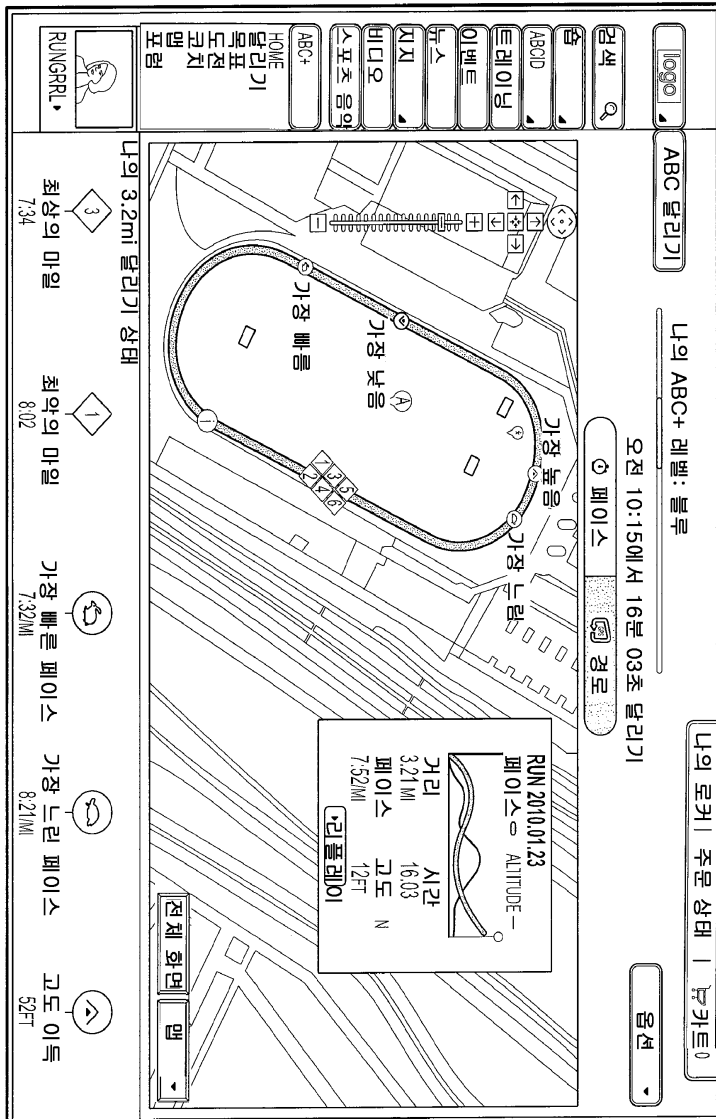 logo
ABC 달리기
나의 로커 | 주문 상태 | 카트 0
나의 ABC+ 레벨: 블루
검색
숍
ABCID
트레이닝
이벤트
뉴스
지지
비디오
스포츠 음악
ABC+
HOME
달리기
목표
도전
코치
맵
포럼
RUNGRRL
오전 10:15에서 16분 03초 달리기
옵션
페이스
경로
가장 높음
가장 느림
가장 낮음
A
가장 빠름
1 3 5
2 4 6
RUN 2010.01.23
페이스 ALTITUDE
거리
3.21 MI
시간
16.03
페이스
7:52/MI
고도 N
12FT
리플레이
전체 화면
맵
나의 3.2mi 달리기 상태
3
최상의 마일
7:34
1
최악의 마일
8:02
가장 빠른 페이스
7:32/MI
가장 느린 페이스
8:21/MI
고도 이득
52FT